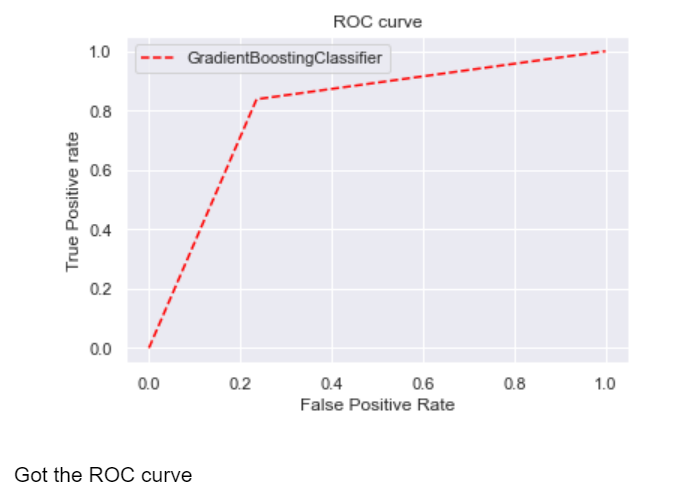 ROC curve
1.0
GradientBoostingClassifier
0.8
0.6
0.4
0.2
0.0
True Positive rate
0.0 0.2 0.4 0.6 0.8 1.0
False Positive Rate
Got the ROC curve